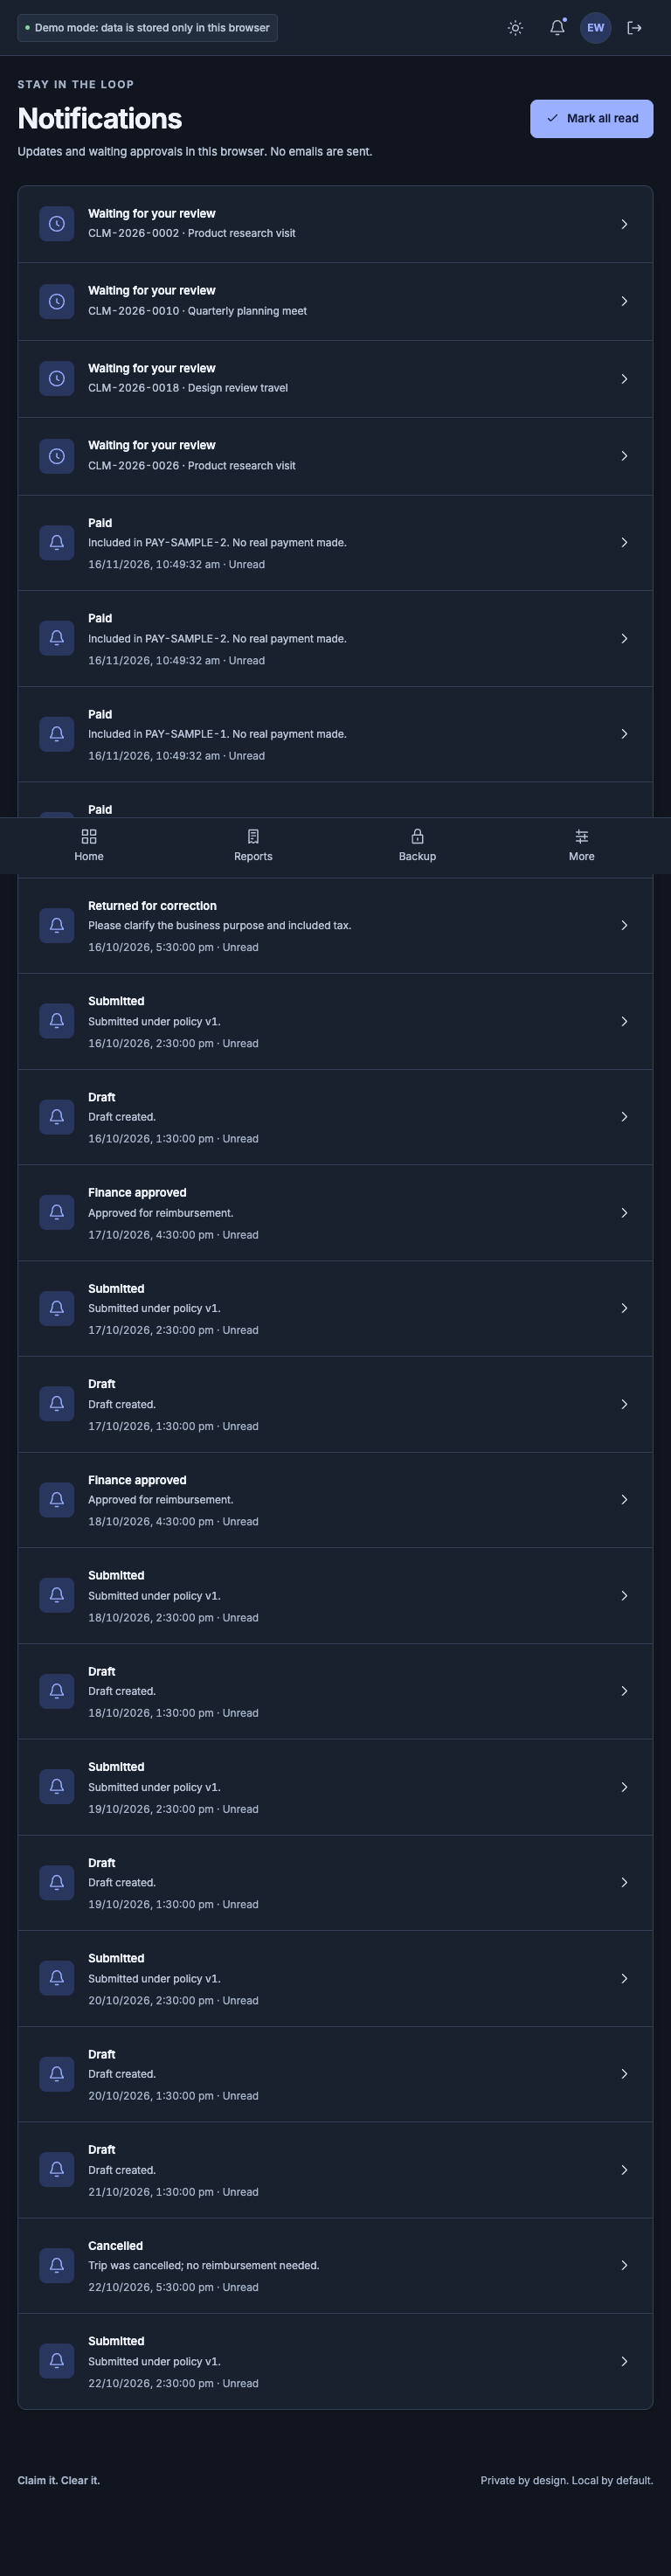 Demo mode: data is stored only in this browser
EW
STAY IN THE LOOP
Notifications
Mark all read
Updates and waiting approvals in this browser. No emails are sent.
Waiting for your review
CLM-2026-0002 · Product research visit
Waiting for your review
CLM-2026-0010 · Quarterly planning meet
Waiting for your review
CLM-2026-0018 · Design review travel
Waiting for your review
CLM-2026-0026 · Product research visit
Paid
Included in PAY-SAMPLE-2. No real payment made.
16/11/2026, 10:49:32 am · Unread
Paid
Included in PAY-SAMPLE-2. No real payment made.
16/11/2026, 10:49:32 am · Unread
Paid
Included in PAY-SAMPLE-1. No real payment made.
16/11/2026, 10:49:32 am · Unread
Paid
Home
Reports
Backup
More
Returned for correction
Please clarify the business purpose and included tax.
16/10/2026, 5:30:00 pm · Unread
Submitted
Submitted under policy v1.
16/10/2026, 2:30:00 pm · Unread
Draft
Draft created.
16/10/2026, 1:30:00 pm · Unread
Finance approved
Approved for reimbursement.
17/10/2026, 4:30:00 pm · Unread
Submitted
Submitted under policy v1.
17/10/2026, 2:30:00 pm · Unread
Draft
Draft created.
17/10/2026, 1:30:00 pm · Unread
Finance approved
Approved for reimbursement.
18/10/2026, 4:30:00 pm · Unread
Submitted
Submitted under policy v1.
18/10/2026, 2:30:00 pm · Unread
Draft
Draft created.
18/10/2026, 1:30:00 pm · Unread
Submitted
Submitted under policy v1.
19/10/2026, 2:30:00 pm · Unread
Draft
Draft created.
19/10/2026, 1:30:00 pm · Unread
Submitted
Submitted under policy v1.
20/10/2026, 2:30:00 pm · Unread
Draft
Draft created.
20/10/2026, 1:30:00 pm · Unread
Draft
Draft created.
21/10/2026, 1:30:00 pm · Unread
Cancelled
Trip was cancelled; no reimbursement needed.
22/10/2026, 5:30:00 pm · Unread
Submitted
Submitted under policy v1.
22/10/2026, 2:30:00 pm · Unread
Claim it. Clear it.
Private by design. Local by default.